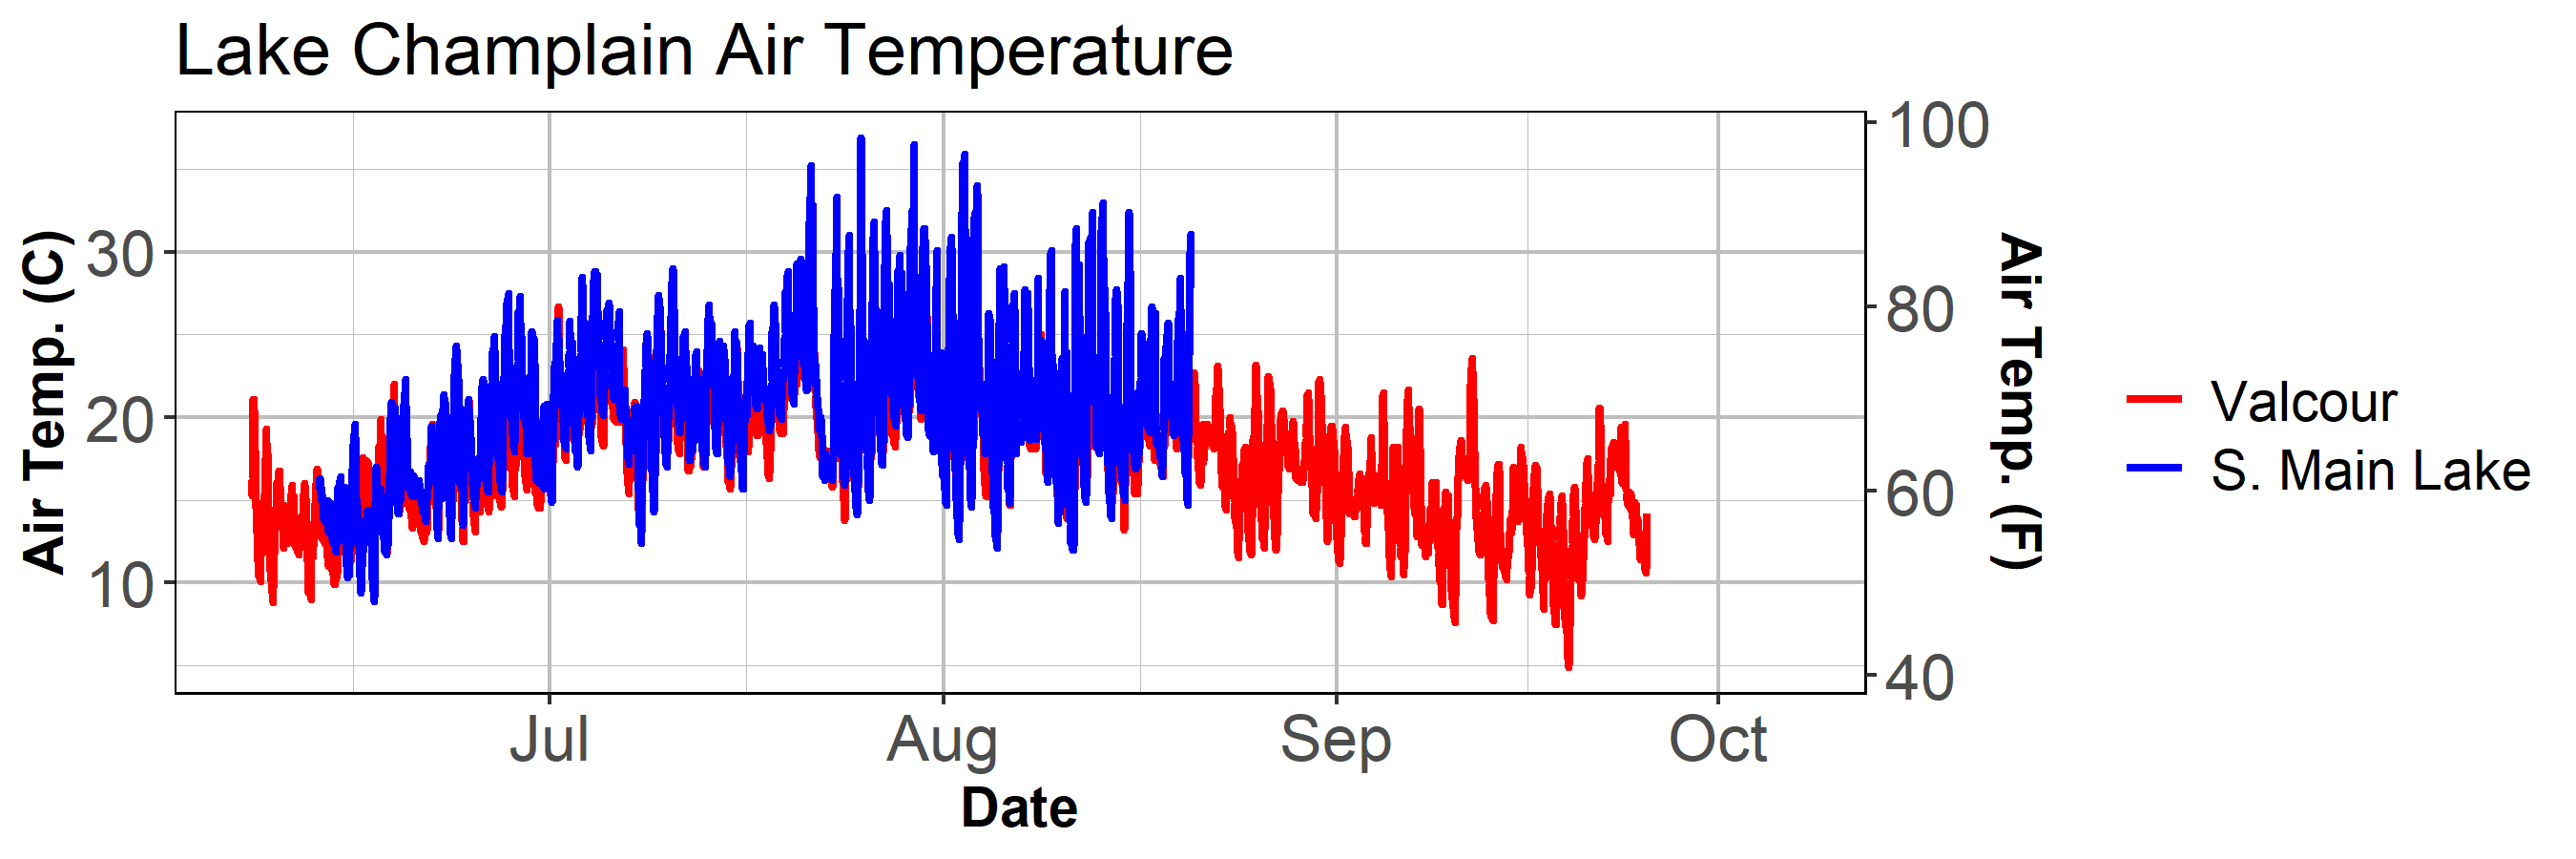 Lake Champlain Air Temperature
Air Temp. (C)
30
20
10
100
80
60
40
Air Temp. (F)
Jul Aug Sep Oct
Date
Valcour
S. Main Lake